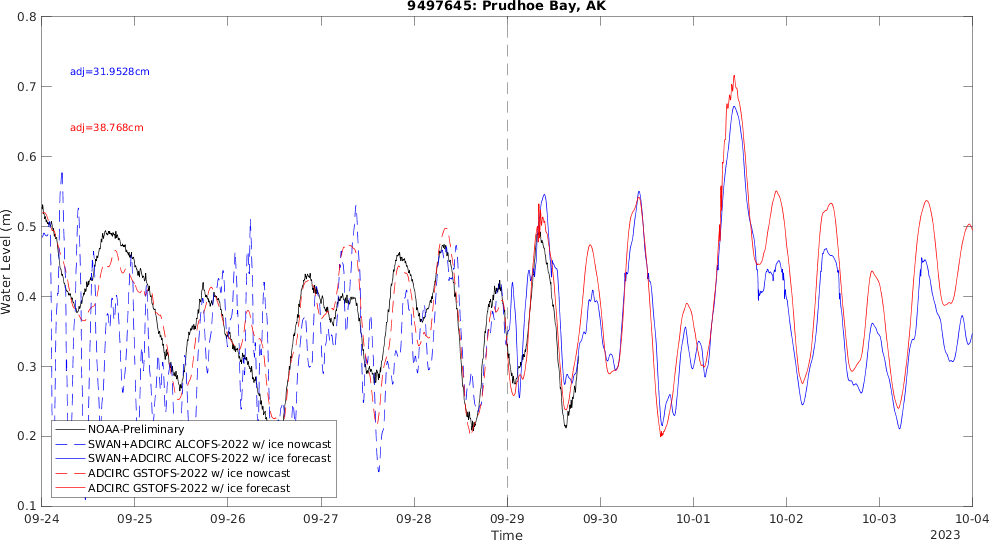 9497645: Prudhoe Bay, AK
0.8
0.7
0.6
0.5
0.4
0.3
0.2
0.1
Water Level (m)
adj=31.9528cm
adj=38.768cm
NOAA-Preliminary
SWAN+ADCIRC ALCOFS-2022 w/ ice nowcast
SWAN+ADCIRC ALCOFS-2022 w/ ice forecast
ADCIRC GSTOFS-2022 w/ ice nowcast
ADCIRC GSTOFS-2022 w/ ice forecast
09-24 09-25 09-26 09-27 09-28 09-29 09-30 10-01 10-02 10-03 10-04
Time
2023